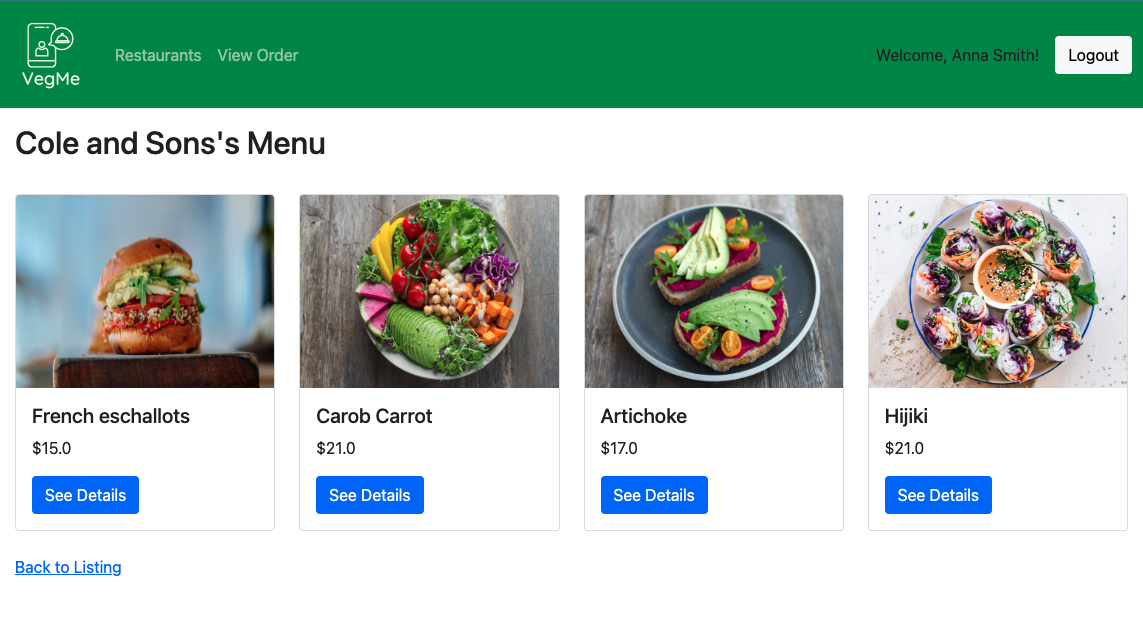 VegMe
Restaurants View Order
Welcome, Anna Smith! Logout
Cole and Sons's Menu
French eschallots
$15.0
See Details
Carob Carrot
$21.0
See Details
Artichoke
$17.0
See Details
Hijiki
$21.0
See Details
Back to Listing